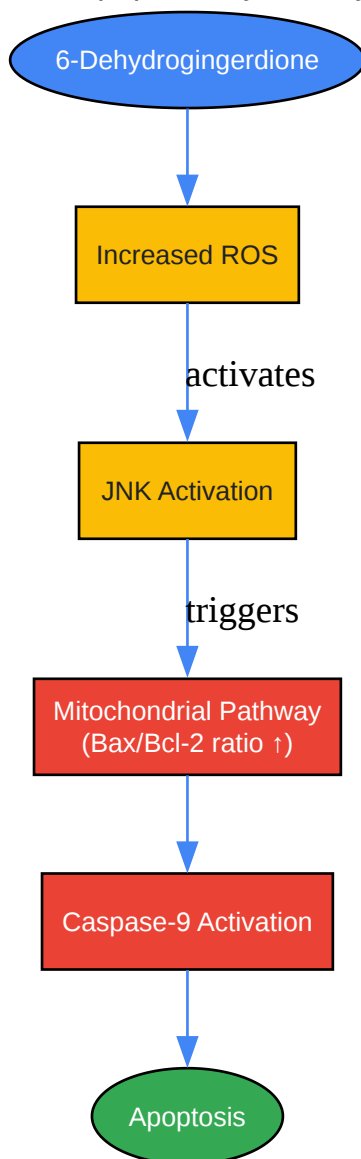 6-Dehydrogingerdione
Increased ROS
activates
JNK Activation
triggers
Mitochondrial Pathway
(Bax/Bcl-2 ratio ↑)
Caspase-9 Activation
Apoptosis